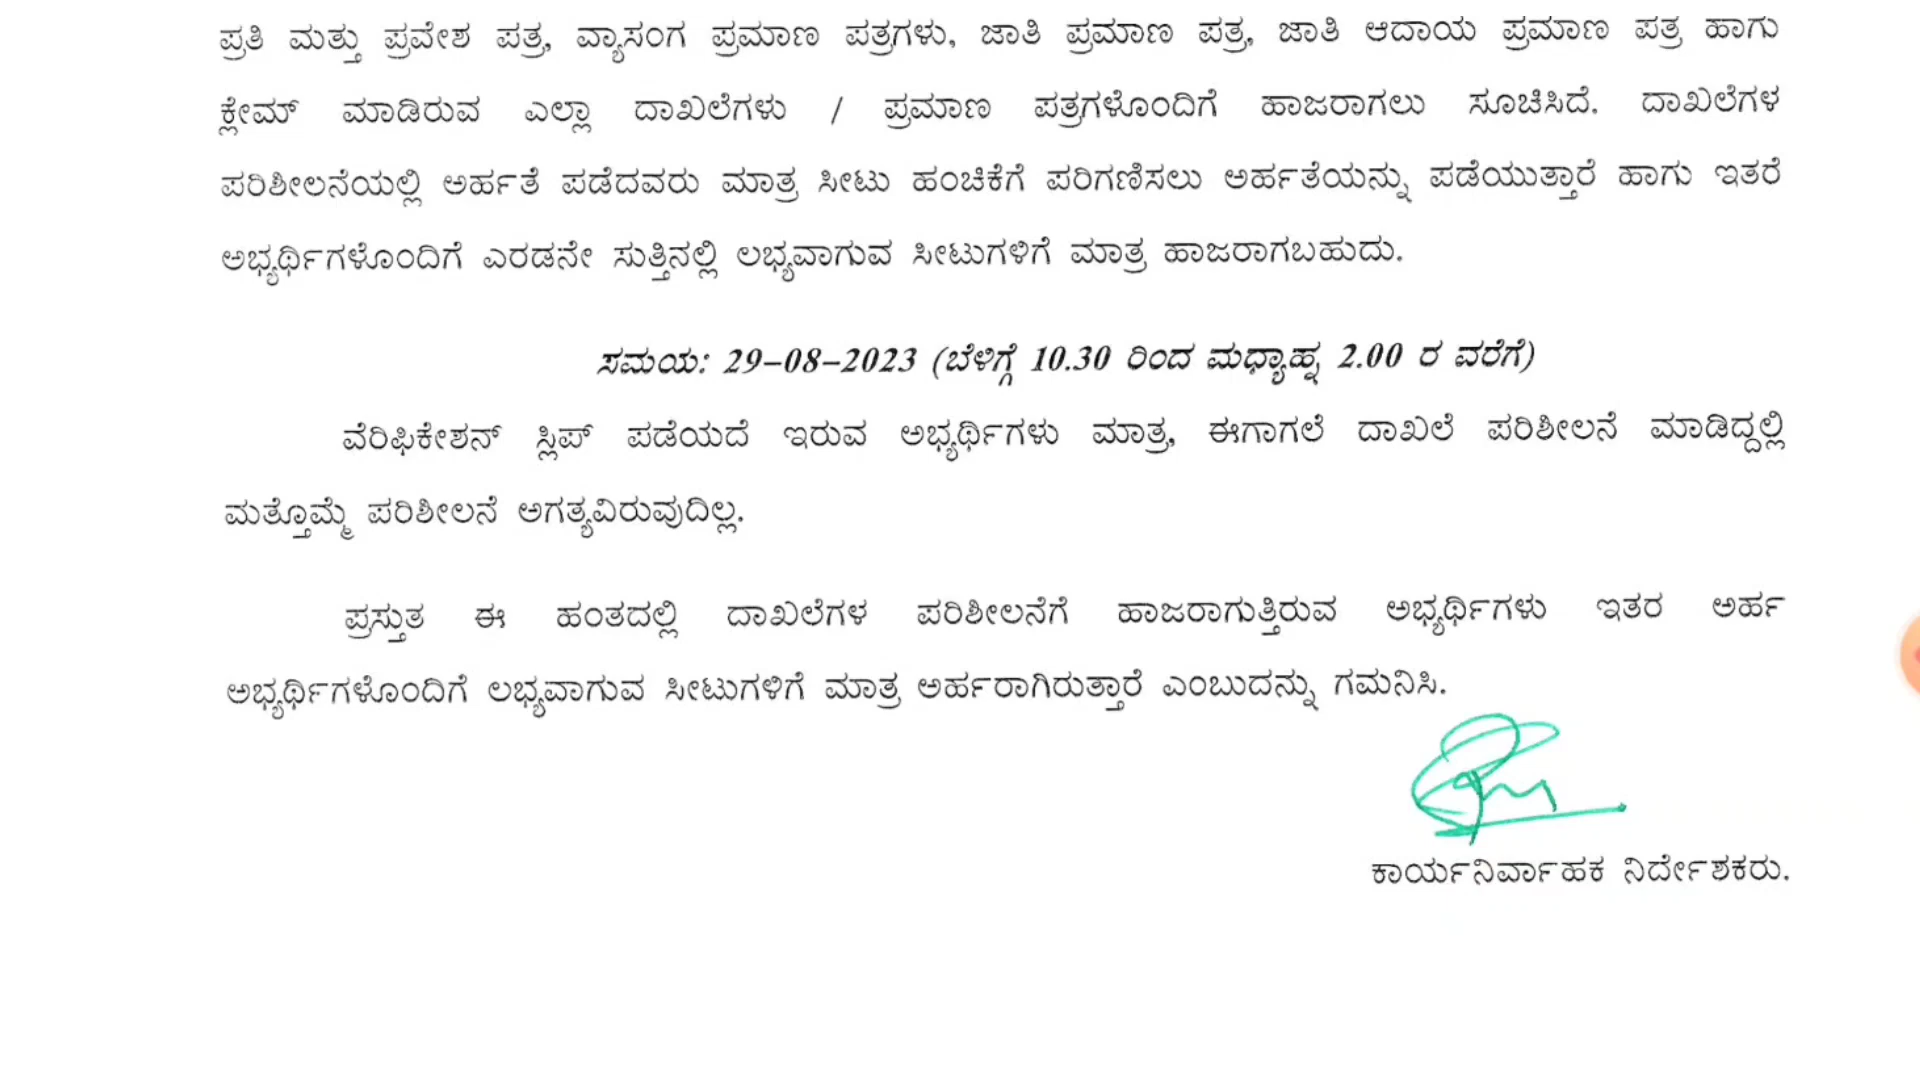 ಪ್ರತಿ ಮತ್ತು ಪ್ರವೇಶ ಪತ್ರ, ವ್ಯಾಸಂಗ ಪ್ರಮಾಣ ಪತ್ರಗಳು, ಜಾತಿ ಪ್ರಮಾಣ ಪತ್ರ, ಜಾತಿ ಆದಾಯ ಪ್ರಮಾಣ ಪತ್ರ ಹಾಗು
ಕ್ಲೇಮ್ ಮಾಡಿರುವ ಎಲ್ಲಾ ದಾಖಲೆಗಳು / ಪ್ರಮಾಣ ಪತ್ರಗಳೊಂದಿಗೆ ಹಾಜರಾಗಲು ಸೂಚಿಸಿದೆ. ದಾಖಲೆಗಳ
ಪರಿಶೀಲನೆಯಲ್ಲಿ ಅರ್ಹತೆ ಪಡೆದವರು ಮಾತ್ರ ಸೀಟು ಹಂಚಿಕೆಗೆ ಪರಿಗಣಿಸಲು ಅರ್ಹತೆಯನ್ನು ಪಡೆಯುತ್ತಾರೆ ಹಾಗು ಇತರೆ
ಅಭ್ಯರ್ಥಿಗಳೊಂದಿಗೆ ಎರಡನೇ ಸುತ್ತಿನಲ್ಲಿ ಲಭ್ಯವಾಗುವ ಸೀಟುಗಳಿಗೆ ಮಾತ್ರ ಹಾಜರಾಗಬಹುದು.
ಸಮಯ: 29-08-2023 (ಬೆಳಿಗ್ಗೆ 10.30 ರಿಂದ ಮಧ್ಯಾಹ್ನ 2.00 ರ ವರೆಗೆ)
ವೆರಿಫಿಕೇಶನ್ ಸ್ಲಿಪ್ ಪಡೆಯದೆ ಇರುವ ಅಭ್ಯರ್ಥಿಗಳು ಮಾತ್ರ, ಈಗಾಗಲೆ ದಾಖಲೆ ಪರಿಶೀಲನೆ ಮಾಡಿದ್ದಲ್ಲಿ
ಮತ್ತೊಮ್ಮೆ ಪರಿಶೀಲನೆ ಅಗತ್ಯವಿರುವುದಿಲ್ಲ.
ಪ್ರಸ್ತುತ ಈ ಹಂತದಲ್ಲಿ ದಾಖಲೆಗಳ ಪರಿಶೀಲನೆಗೆ ಹಾಜರಾಗುತ್ತಿರುವ ಅಭ್ಯರ್ಥಿಗಳು ಇತರ ಅರ್ಹ
ಅಭ್ಯರ್ಥಿಗಳೊಂದಿಗೆ ಲಭ್ಯವಾಗುವ ಸೀಟುಗಳಿಗೆ ಮಾತ್ರ ಅರ್ಹರಾಗಿರುತ್ತಾರೆ ಎಂಬುದನ್ನು ಗಮನಿಸಿ.
ಕಾರ್ಯನಿರ್ವಾಹಕ ನಿರ್ದೇಶಕರು.